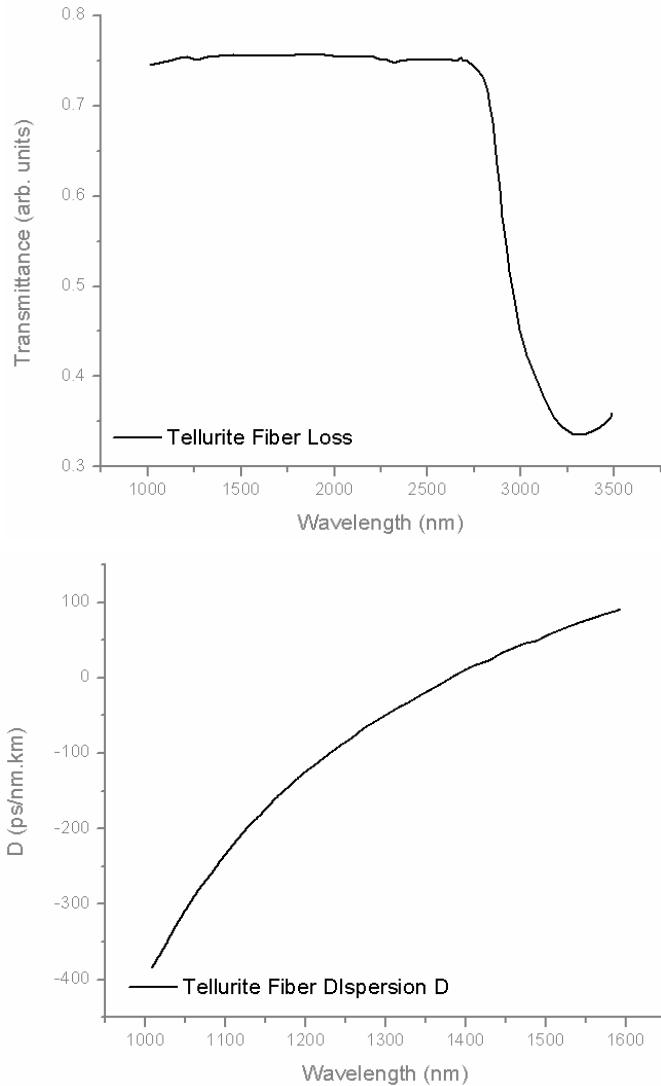 0.8
0.7
0.6
0.5
0.4
0.3
Transmittance (arb. units)
Tellurite Fiber Loss
1000 1500 2000 2500 3000 3500
Wavelength (nm)
100
0
-100
-200
-300
-400
D (ps/nm.km)
Tellurite Fiber DIspersion D
1000 1100 1200 1300 1400 1500 1600
Wavelength (nm)